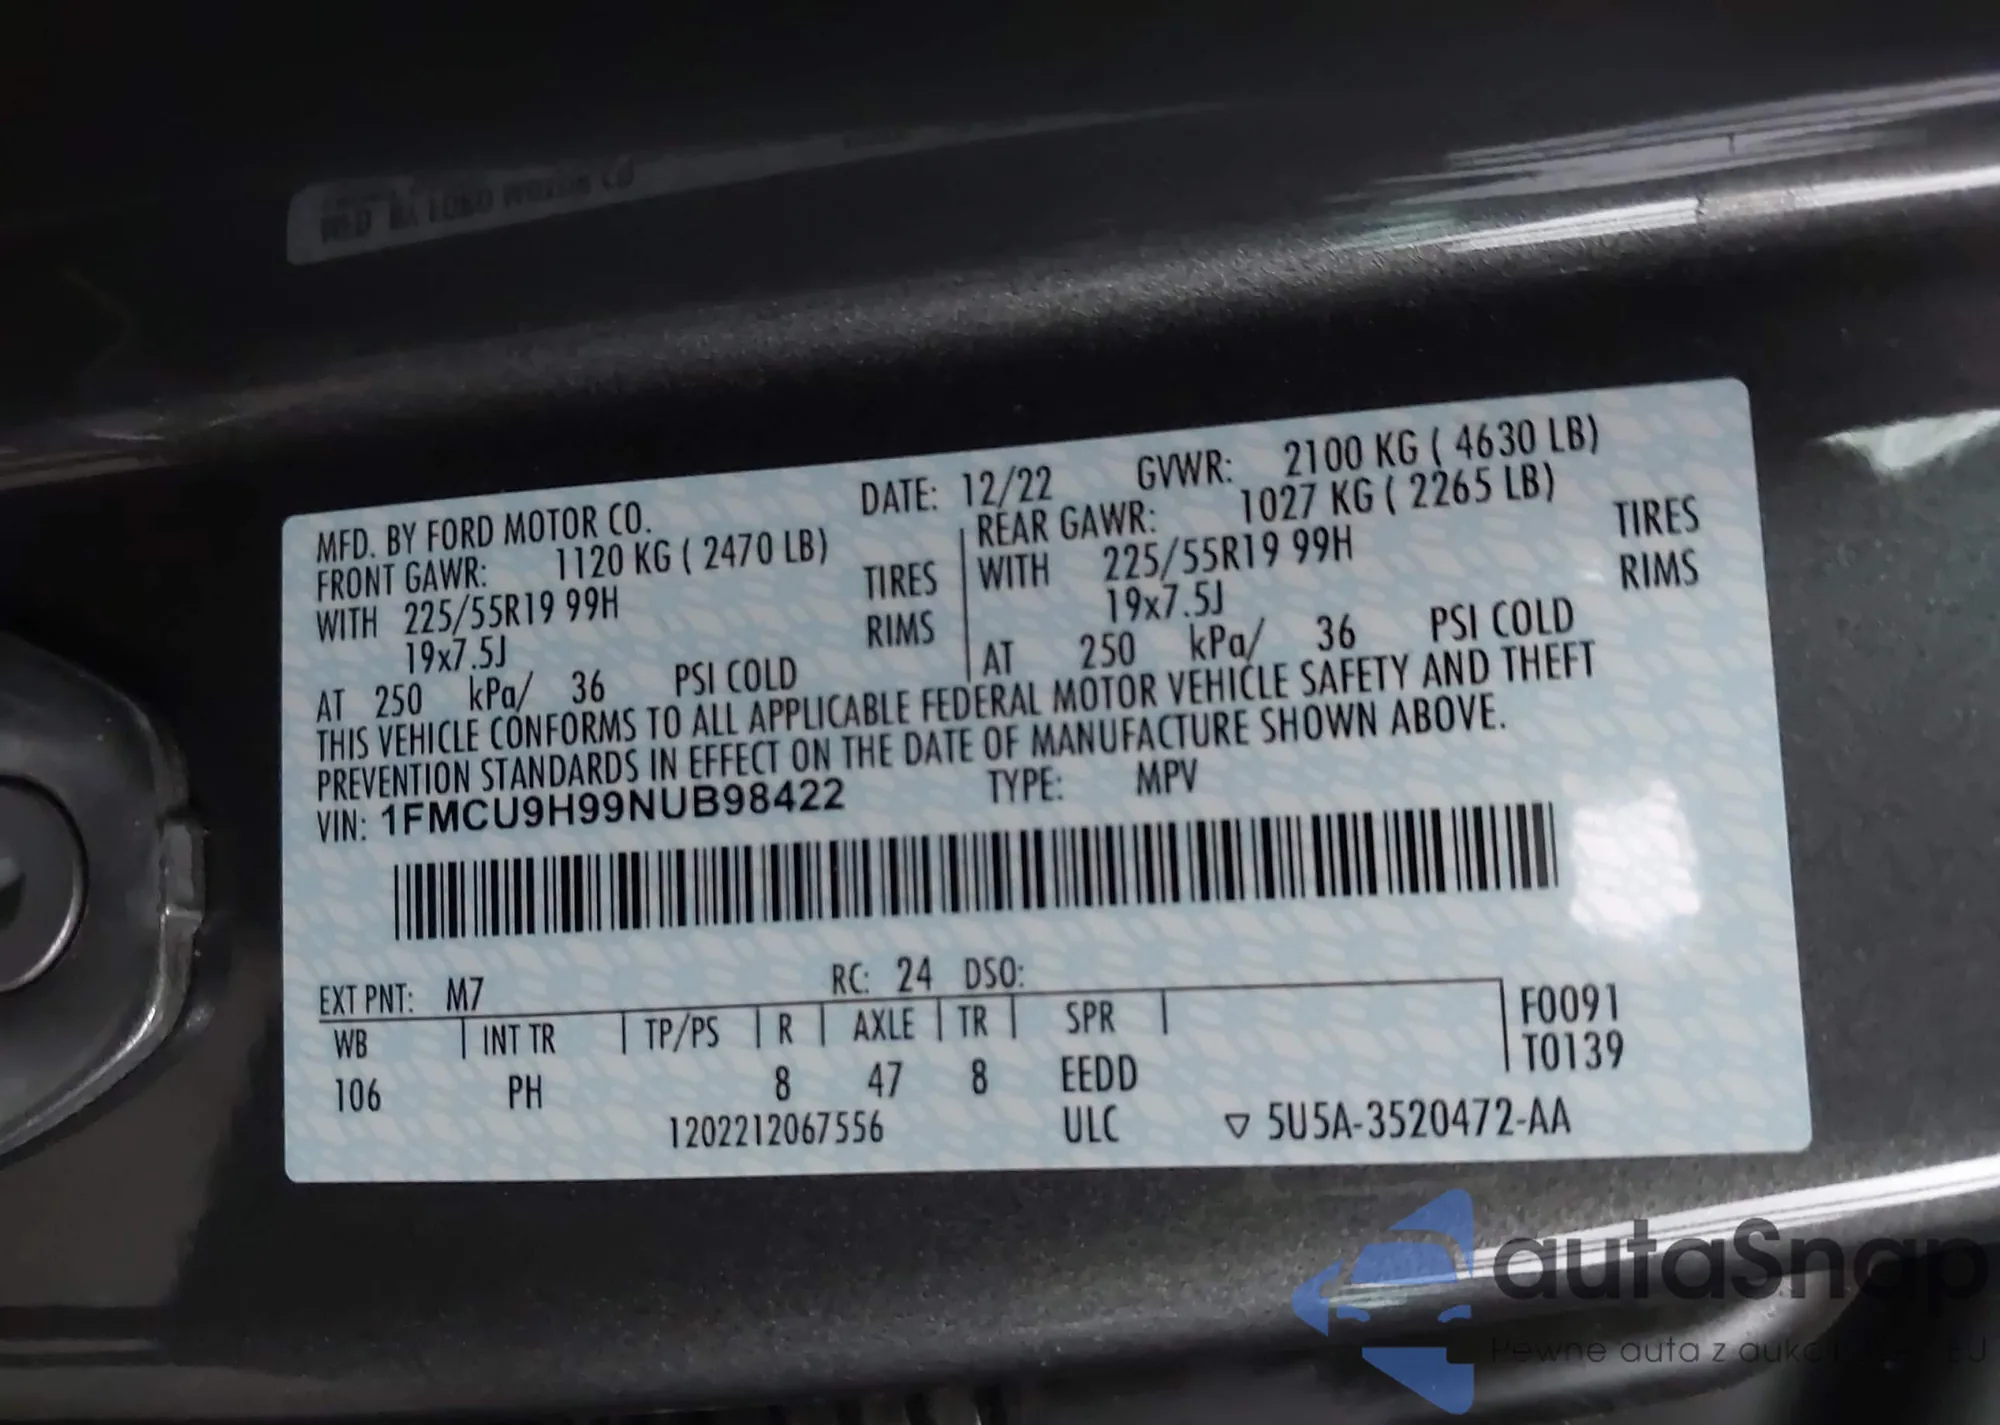 MFD. BY FORD MOTOR CO. DATE: 12/22 GVWR: 2100 KG ( 4630 LB)
FRONT GAWR: 1120 KG ( 2470 LB) REAR GAWR: 1027 KG ( 2265 LB)
WITH 225/55R19 99H TIRES WITH 225/55R19 99H TIRES
19x7.5J RIMS 19x7.5J RIMS
AT 250 kPa/ 36 PSI COLD AT 250 kPa/ 36 PSI COLD
THIS VEHICLE CONFORMS TO ALL APPLICABLE FEDERAL MOTOR VEHICLE SAFETY AND THEFT
PREVENTION STANDARDS IN EFFECT ON THE DATE OF MANUFACTURE SHOWN ABOVE.
VIN: 1FMCU9H99NUB98422 TYPE: MPV
EXT PNT: M7 RC: 24 DSO:
WB INT TR TP/PS R AXLE TR SPR F0091
T0139
106 PH 8 47 8 EEDD
1202212067556 ULC ▽ 5U5A-3520472-AA
autaSnap
Pewne auta z